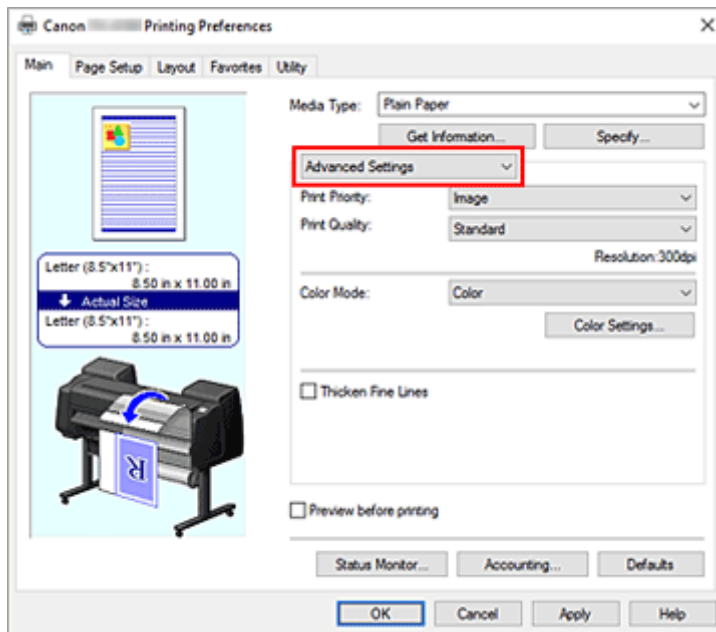 Canon Printing Preferences
Main Page Setup Layout Favorites Utility
Media Type: Plain Paper
Get Information... Specify...
Advanced Settings
Print Priority: Image
Print Quality: Standard
Resolution:300dpi
Color Mode: Color
Color Settings...
Thicken Fine Lines
Preview before printing
Letter (8.5"x11") :
8.50 in x 11.00 in
Actual Size
Letter (8.5"x11") :
8.50 in x 11.00 in
R
Status Monitor... Accounting... Defaults
OK Cancel Apply Help